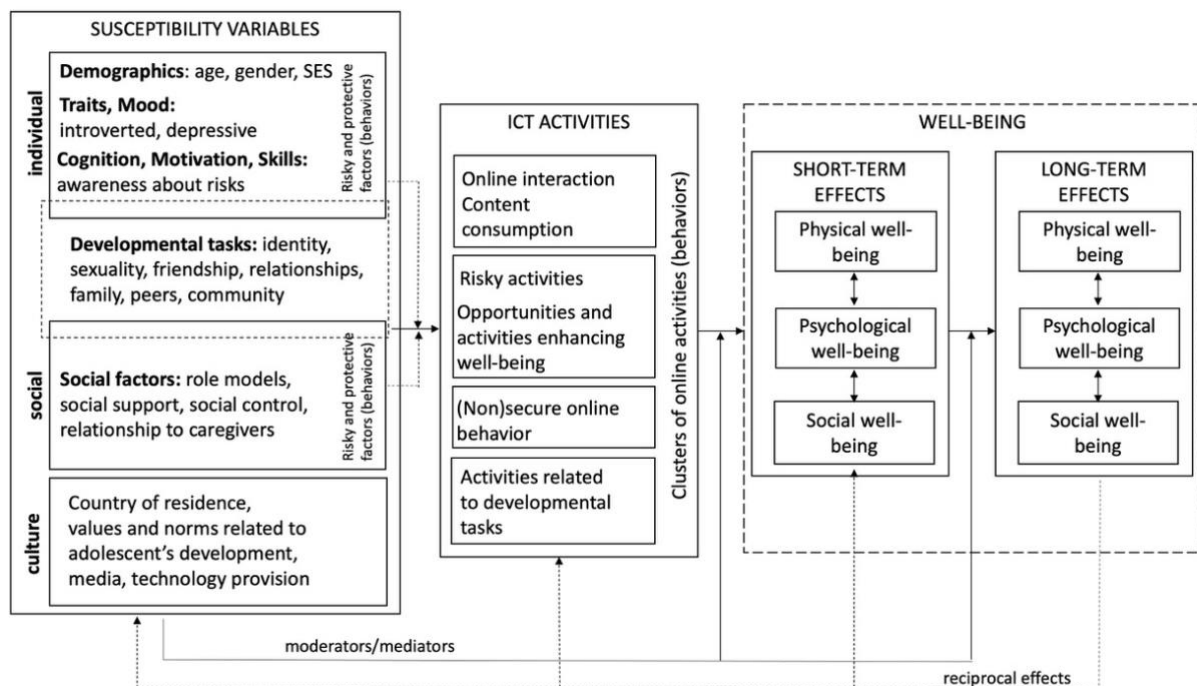 SUSCEPTIBILITY VARIABLES
individual
Demographics: age, gender, SES
Traits, Mood:
introverted, depressive
Cognition, Motivation, Skills:
awareness about risks
Risky and protective
factors (behaviors)
Developmental tasks: identity,
sexuality, friendship, relationships,
family, peers, community
social
Social factors: role models,
social support, social control,
relationship to caregivers
Risky and protective
factors (behaviors)
culture
Country of residence,
values and norms related to
adolescent's development,
media, technology provision
ICT ACTIVITIES
Online interaction
Content
consumption
Risky activities
Opportunities and
activities enhancing
well-being
(Non)secure online
behavior
Activities related
to developmental
tasks
Clusters of online activities (behaviors)
WELL-BEING
SHORT-TERM
EFFECTS
Physical well-
being
Psychological
well-being
Social well-
being
LONG-TERM
EFFECTS
Physical well-
being
Psychological
well-being
Social well-
being
moderators/mediators
reciprocal effects